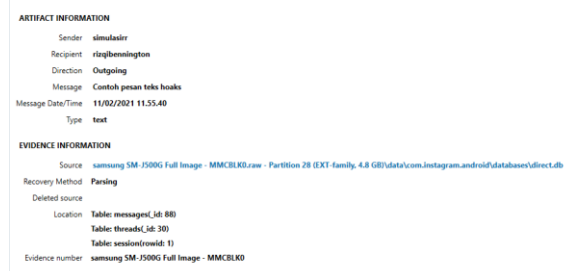 ARTIFACT INFORMATION
Sender simulasirr
Recipient rizqibennington
Direction Outgoing
Message Contoh pesan teks hoaks
Message Date/Time 11/02/2021 11.55.40
Type text
EVIDENCE INFORMATION
Source samsung SM-J500G Full Image - MMCBLK0.raw - Partition 28 (EXT-family, 4.8 GB)\data\com.instagram.android\databases\direct.db
Recovery Method Parsing
Deleted source
Location Table: messages(_id: 88)
Table: threads(_id: 30)
Table: session(rowid: 1)
Evidence number samsung SM-J500G Full Image - MMCBLK0